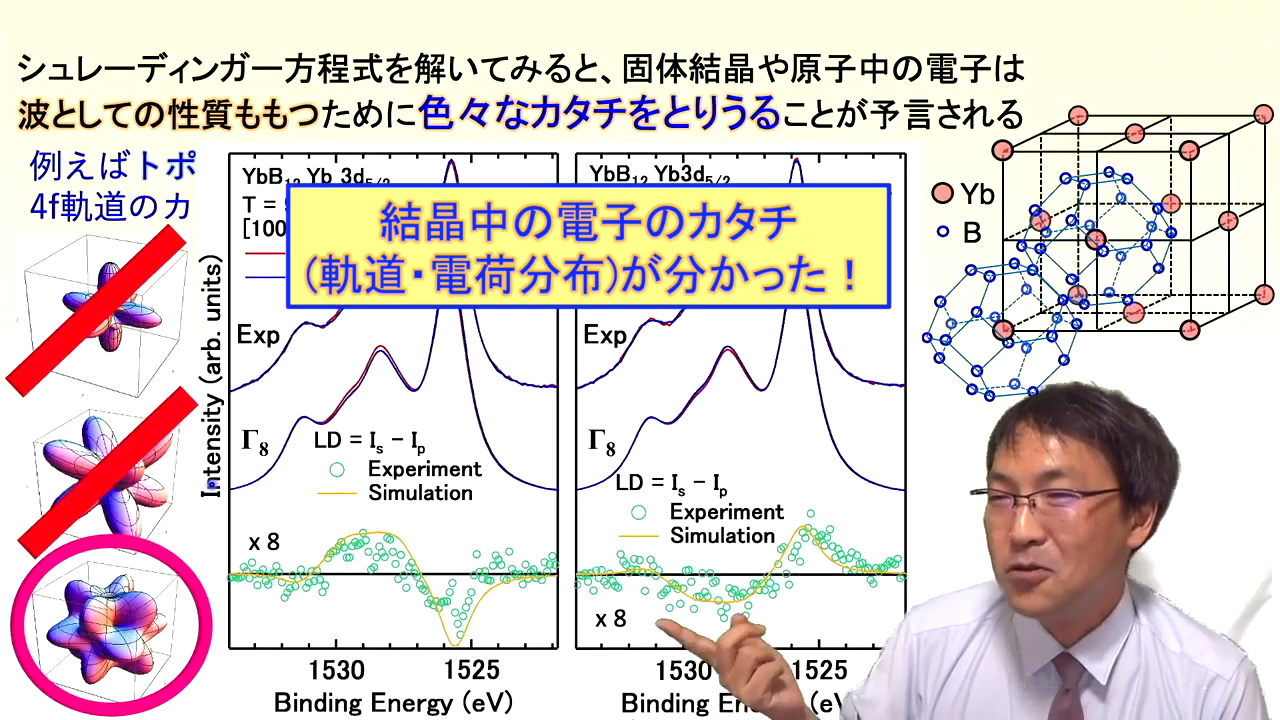 シュレーディンガー方程式を解いてみると、固体結晶や原子中の電子は
波としての性質ももつために色々なカタチをとりうることが予言される
例えばトポ
4f軌道のカ
YbB12 Yb 3d5/2
T =
[100
YbB12 Yb3d5/2
結晶中の電子のカタチ
(軌道・電荷分布)が分かった！
Yb
B
Intensity (arb. units)
Exp
Γ8
LD = Is − Ip
Experiment
Simulation
x 8
1530
1525
Binding Energy (eV)
Exp
Γ8
LD = Is − Ip
Experiment
Simulation
x 8
1530
1525
Binding Energy (eV)